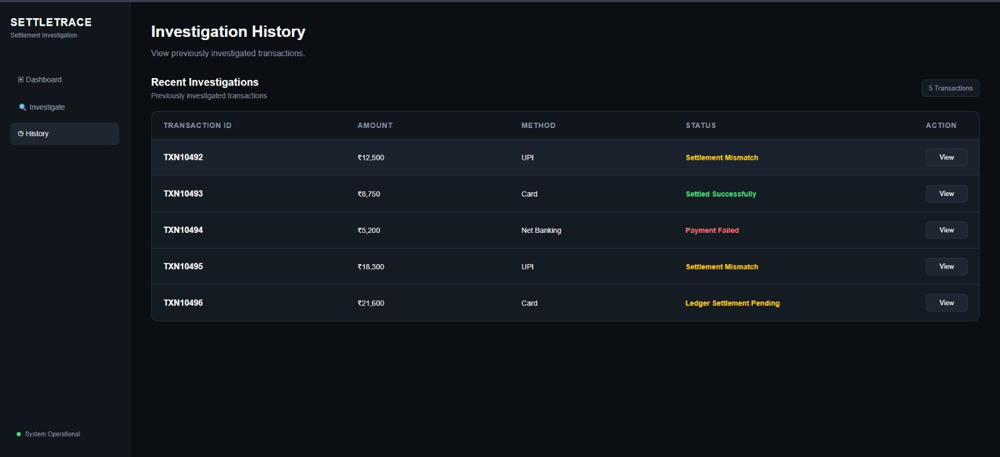 SETTLETRACE
Settlement Investigation
Dashboard
Investigate
History
System Operational
Investigation History
View previously investigated transactions.
Recent Investigations
Previously investigated transactions
5 Transactions
TRANSACTION ID AMOUNT METHOD STATUS ACTION
TXN10492 ₹12,500 UPI Settlement Mismatch View
TXN10493 ₹8,750 Card Settled Successfully View
TXN10494 ₹5,200 Net Banking Payment Failed View
TXN10495 ₹18,300 UPI Settlement Mismatch View
TXN10496 ₹21,600 Card Ledger Settlement Pending View